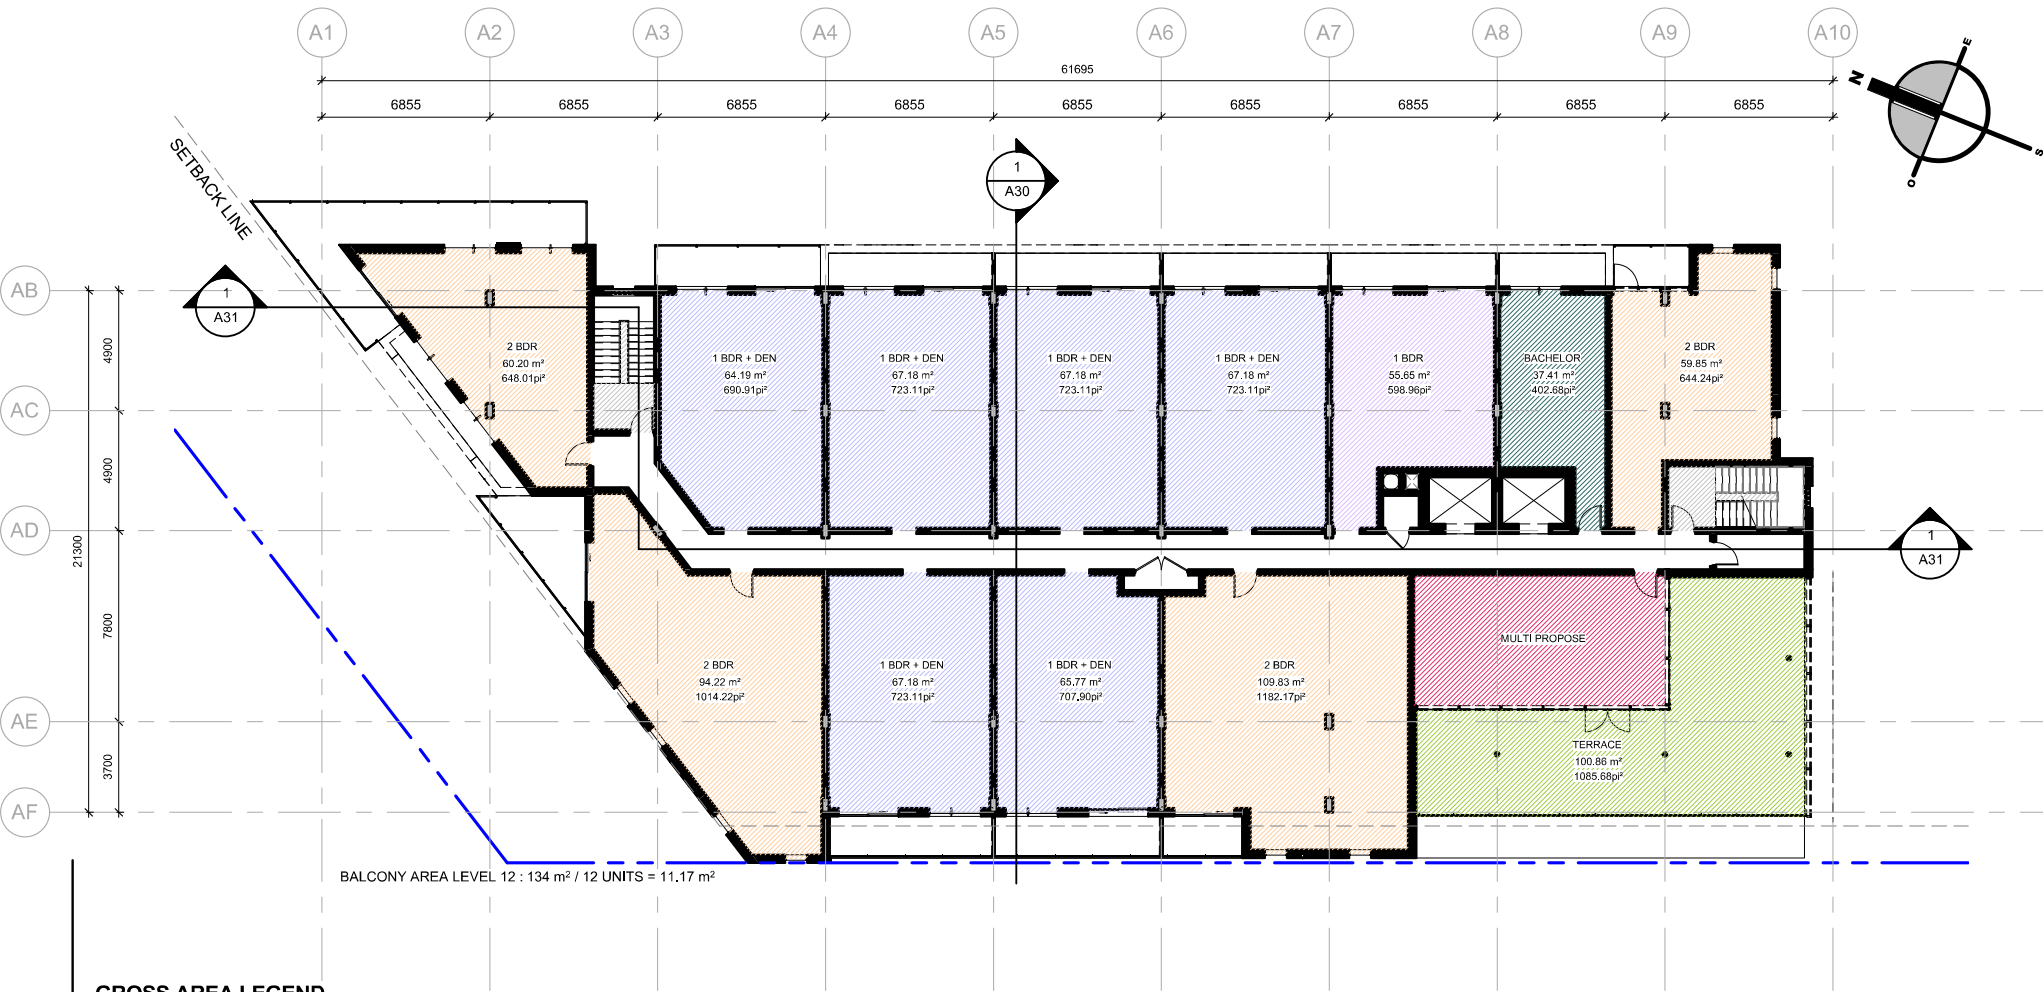 A1
A2
A3
A4
A5
A6
A7
A8
A9
A10
61695
6855
6855
6855
6855
6855
6855
6855
6855
6855
N
E
S
O
SETBACK LINE
1
A30
AB
AC
AD
AE
AF
4900
4900
7800
3700
21300
1
A31
1
A31
2 BDR
60.20 m²
648.01pi²
1 BDR + DEN
64.19 m²
690.91pi²
1 BDR + DEN
67.18 m²
723.11pi²
1 BDR + DEN
67.18 m²
723.11pi²
1 BDR + DEN
67.18 m²
723.11pi²
1 BDR
55.65 m²
598.96pi²
BACHELOR
37.41 m²
402.68pi²
2 BDR
59.85 m²
644.24pi²
2 BDR
94.22 m²
1014.22pi²
1 BDR + DEN
67.18 m²
723.11pi²
1 BDR + DEN
65.77 m²
707.90pi²
2 BDR
109.83 m²
1182.17pi²
MULTI PROPOSE
TERRACE
100.86 m²
1085.68pi²
BALCONY AREA LEVEL 12 : 134 m² / 12 UNITS = 11.17 m²
GROSS AREA LEGEND